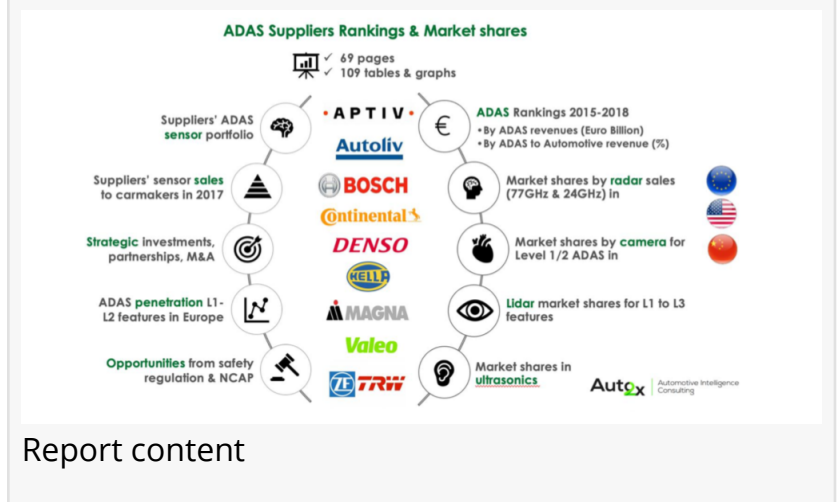 ADAS Suppliers Rankings & Market shares
✓ 69 pages
✓ 109 tables & graphs
Suppliers' ADAS
sensor portfolio
Suppliers' sensor sales
to carmakers in 2017
Strategic investments,
partnerships, M&A
ADAS penetration L1-
L2 features in Europe
Opportunities from safety
regulation & NCAP
• A P T I V •
Autoliv
BOSCH
Continental
DENSO
HELLA
MAGNA
Valeo
ZF TRW
€
ADAS Rankings 2015-2018
• By ADAS revenues (Euro Billion)
• By ADAS to Automotive revenue (%)
Market shares by radar sales
(77GHz & 24GHz) in
Market shares by camera for
Level 1/2 ADAS in
Lidar market shares for L1 to L3
features
Market shares in
ultrasonics
Auto2x
Automotive Intelligence
Consulting
Report content